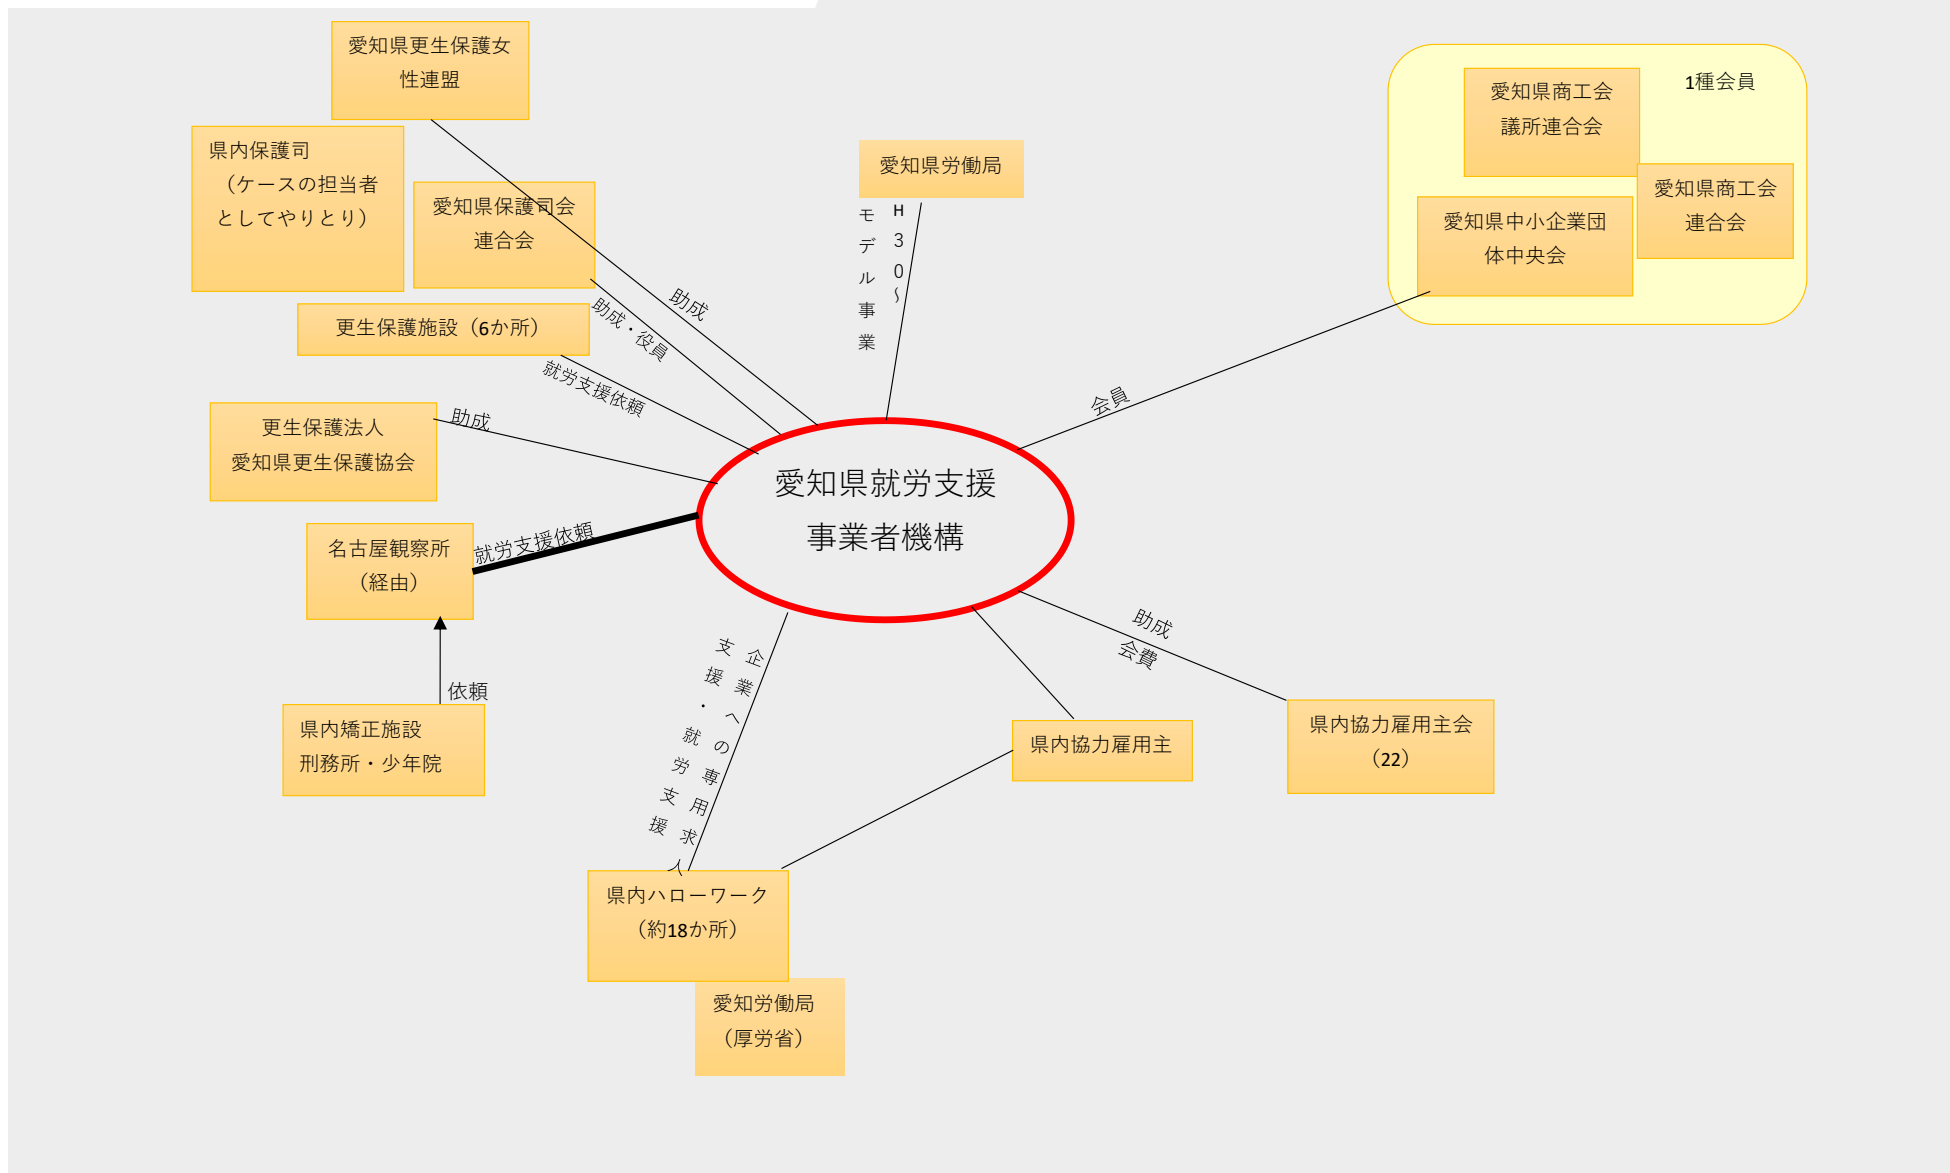 愛知県更生保護女
性連盟
県内保護司
（ケースの担当者
としてやりとり）
愛知県保護司会
連合会
更生保護施設（6か所）
更生保護法人
愛知県更生保護協会
名古屋観察所
（経由）
県内矯正施設
刑務所・少年院
依頼
就労支援依頼
助成
就労支援依頼
助成・役員
助成
愛知県労働局
H30～
モデル事業
1種会員
愛知県商工会
議所連合会
愛知県商工会
連合会
愛知県中小企業団
体中央会
会員
愛知県就労支援
事業者機構
助成
会費
県内協力雇用主会
（22）
県内協力雇用主
企業への専用求人
支援・就労支援
県内ハローワーク
（約18か所）
愛知労働局
（厚労省）